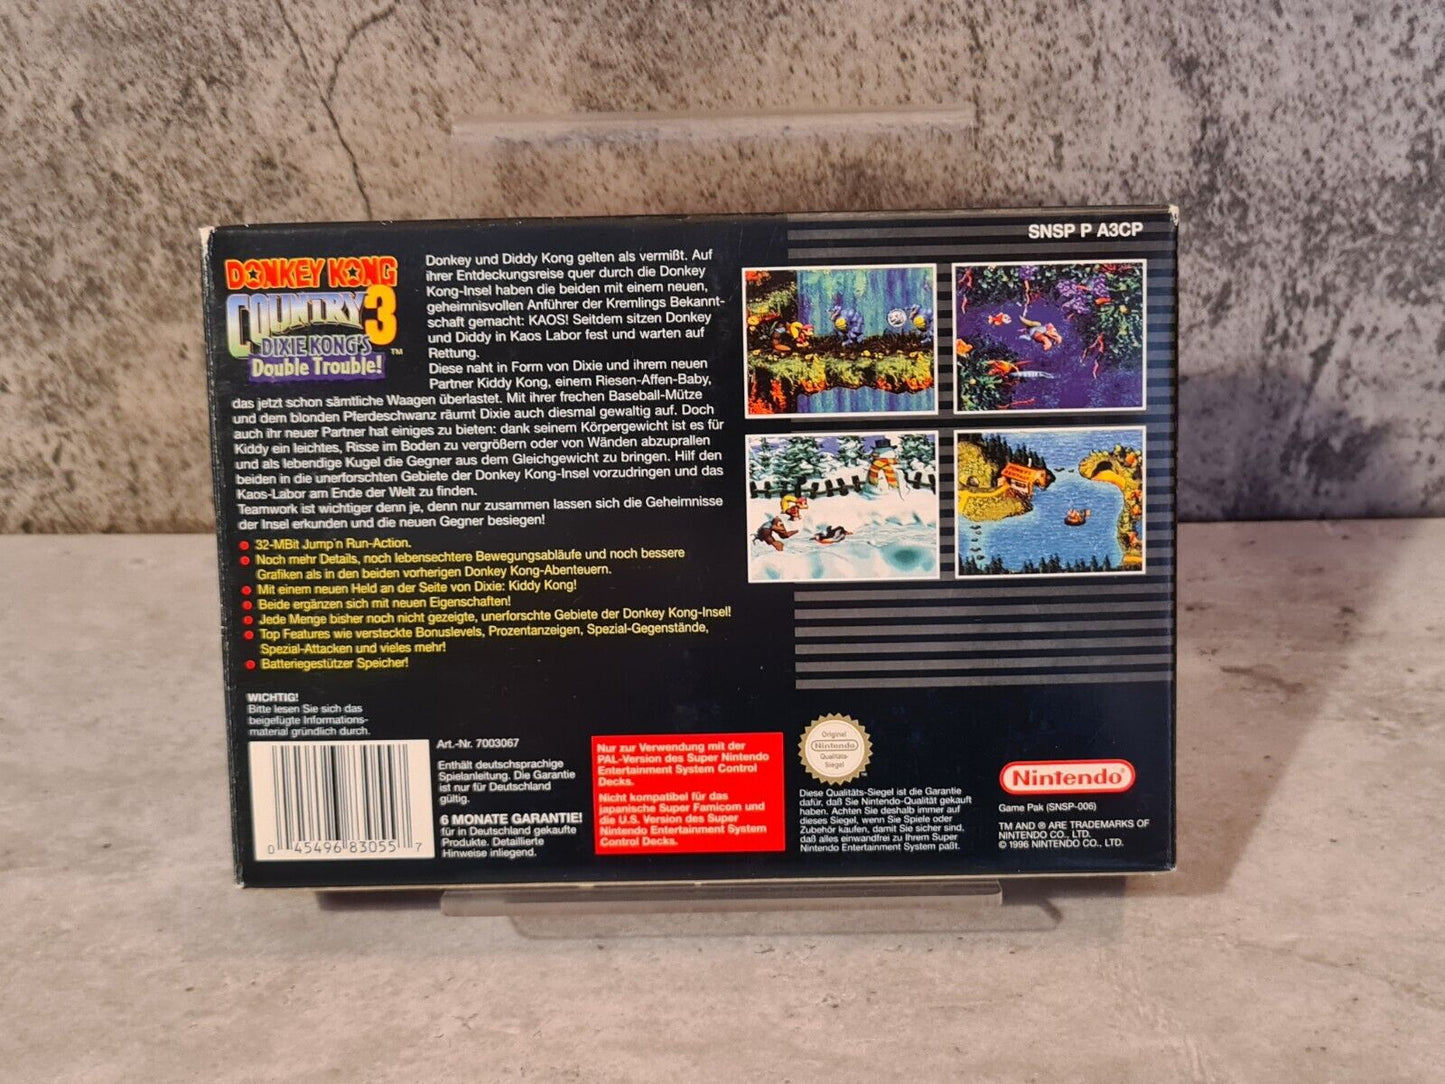 SNSP P A3CP
DONKEY KONG
COUNTRY 3
DIXIE KONG'S
Double Trouble!
TM
Donkey und Diddy Kong gelten als vermißt. Auf
ihrer Entdeckungsreise quer durch die Donkey
Kong-Insel haben die beiden mit einem neuen,
geheimnisvollen Anführer der Kremlings Bekannt-
schaft gemacht: KAOS! Seitdem sitzen Donkey
und Diddy in Kaos Labor fest und warten auf
Rettung.
Diese naht in Form von Dixie und ihrem neuen
Partner Kiddy Kong, einem Riesen-Affen-Baby,
das jetzt schon sämtliche Waagen überlastet. Mit ihrer frechen Baseball-Mütze
und dem blonden Pferdeschwanz räumt Dixie auch diesmal gewaltig auf. Doch
auch ihr neuer Partner hat einiges zu bieten: dank seinem Körpergewicht ist es für
Kiddy ein leichtes, Risse im Boden zu vergrößern oder von Wänden abzuprallen
und als lebendige Kugel die Gegner aus dem Gleichgewicht zu bringen. Hilf den
beiden in die unerforschten Gebiete der Donkey Kong-Insel vorzudringen und das
Kaos-Labor am Ende der Welt zu finden.
Teamwork ist wichtiger denn je, denn nur zusammen lassen sich die Geheimnisse
der Insel erkunden und die neuen Gegner besiegen!
32-MBit Jump'n Run-Action.
Noch mehr Details, noch lebensechtere Bewegungsabläufe und noch bessere
Grafiken als in den beiden vorherigen Donkey Kong-Abenteuern.
Mit einem neuen Held an der Seite von Dixie: Kiddy Kong!
Beide ergänzen sich mit neuen Eigenschaften!
Jede Menge bisher noch nicht gezeigte, unerforschte Gebiete der Donkey Kong-Insel!
Top Features wie versteckte Bonuslevels, Prozentanzeigen, Spezial-Gegenstände,
Spezial-Attacken und vieles mehr!
Batteriegestützer Speicher!
WICHTIG!
Bitte lesen Sie sich das
beigefügte Informations-
material gründlich durch.
0 45496 83055 7
Art.-Nr. 7003067
Enthält deutschsprachige
Spielanleitung. Die Garantie
ist nur für Deutschland
gültig.
6 MONATE GARANTIE!
für in Deutschland gekaufte
Produkte. Detaillierte
Hinweise inliegend.
Nur zur Verwendung mit der
PAL-Version des Super Nintendo
Entertainment System Control
Decks.
Nicht kompatibel für das
japanische Super Famicom und
die U.S. Version des Super
Nintendo Entertainment System
Control Decks.
Original
Nintendo
Qualitäts-
Siegel
Diese Qualitäts-Siegel ist die Garantie
dafür, daß Sie Nintendo-Qualität gekauft
haben. Achten Sie deshalb immer auf
dieses Siegel, wenn Sie Spiele oder
Zubehör kaufen, damit Sie sicher sind,
daß alles einwandfrei zu Ihrem Super
Nintendo Entertainment System paßt.
Nintendo®
Game Pak (SNSP-006)
TM AND ® ARE TRADEMARKS OF
NINTENDO CO., LTD.
© 1996 NINTENDO CO., LTD.